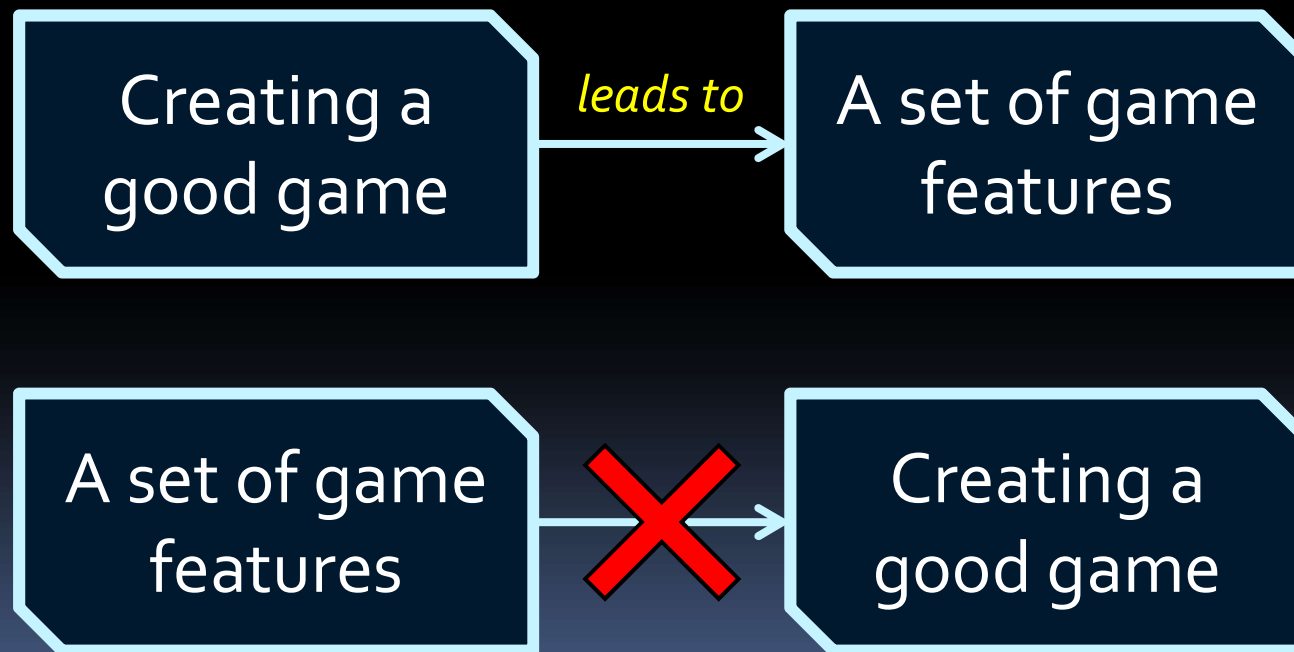 Creating a
good game
leads to
A set of game
features
A set of game
features
Creating a
good game